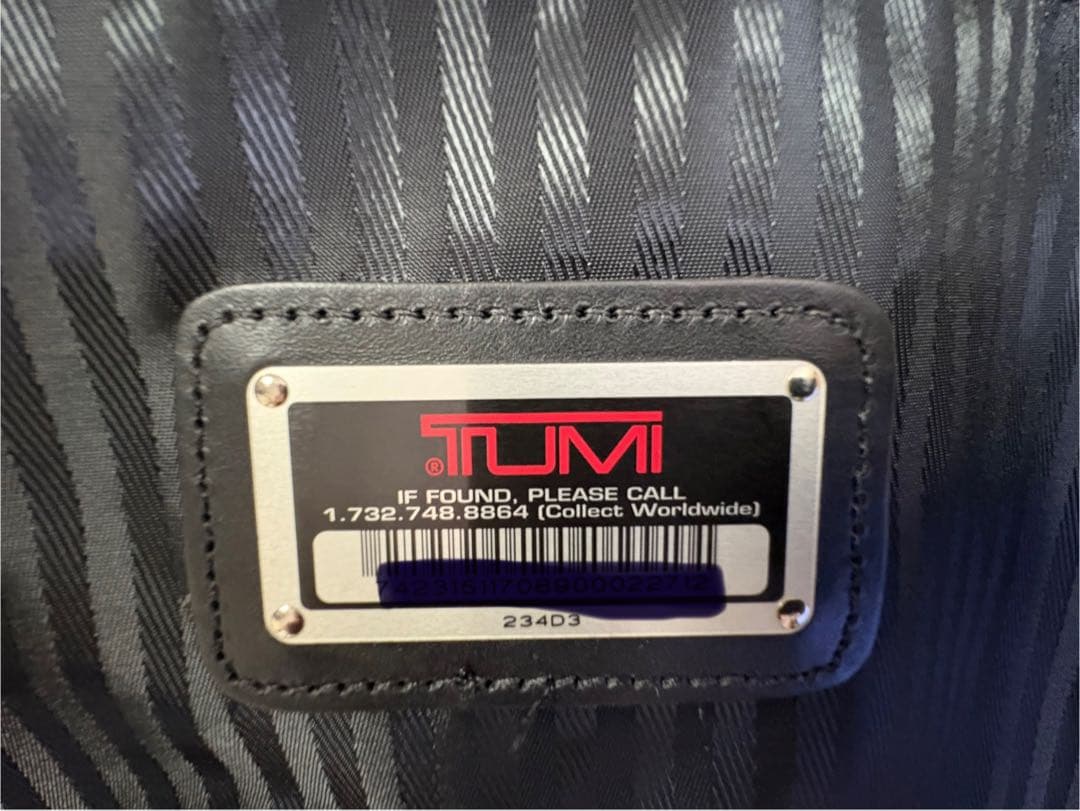 TUMI®
IF FOUND, PLEASE CALL
1.732.748.8864 (Collect Worldwide)
234D3